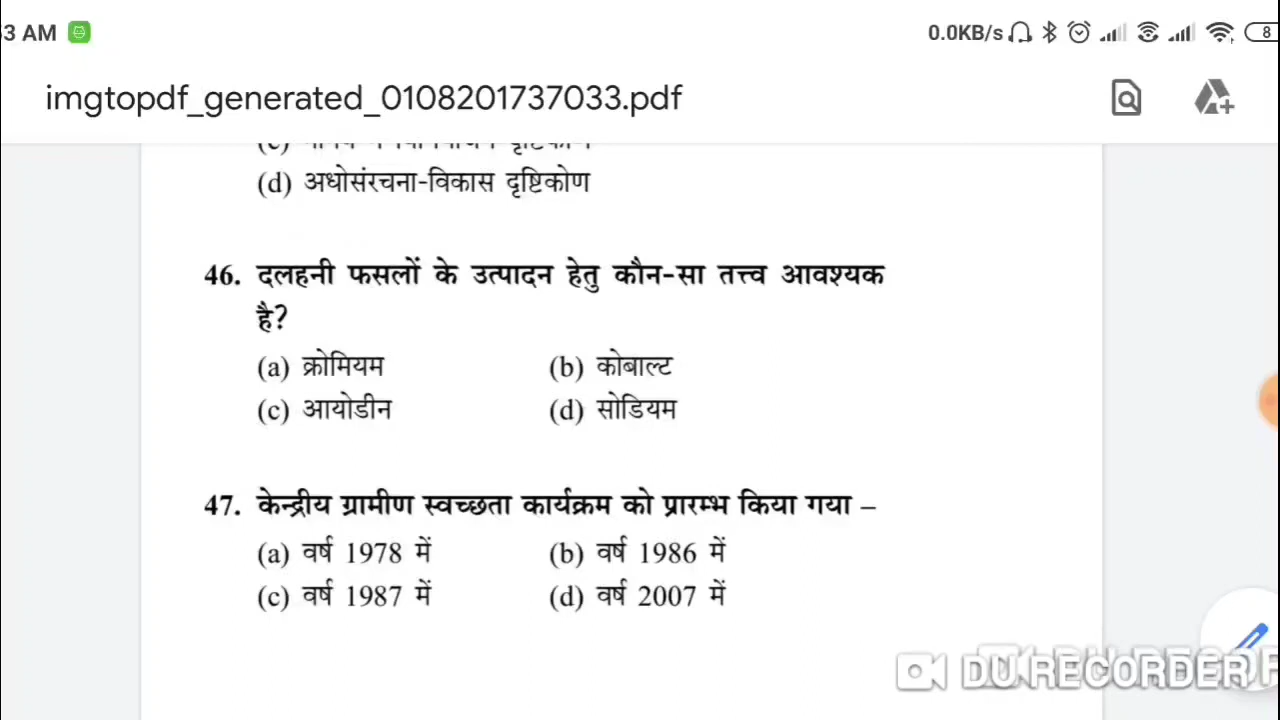 :3 AM
0.0KB/s
8
imgtopdf_generated_0108201737033.pdf
(d) अधोसंरचना-विकास दृष्टिकोण
46. दलहनी फसलों के उत्पादन हेतु कौन-सा तत्त्व आवश्यक
है?
(a) क्रोमियम (b) कोबाल्ट
(c) आयोडीन (d) सोडियम
47. केन्द्रीय ग्रामीण स्वच्छता कार्यक्रम को प्रारम्भ किया गया –
(a) वर्ष 1978 में (b) वर्ष 1986 में
(c) वर्ष 1987 में (d) वर्ष 2007 में
DU RECORDER